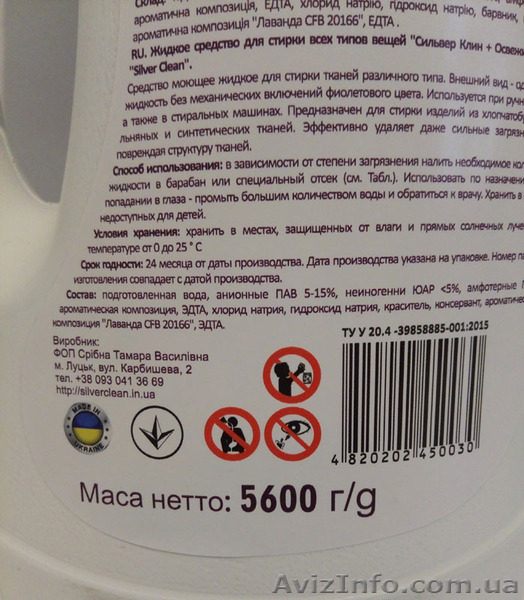 Склад:
ароматична композиція, ЕДТА, хлорид натрію, гідроксид натрію, барвник,
ароматична композиція "Лаванда CFB 20166", ЕДТА .
RU. Жидкое средство для стирки всех типов вещей "Сильвер Клин + Освежи
"Silver Clean".
Средство моющее жидкое для стирки тканей различного типа. Внешний вид - од
жидкость без механических включений фиолетового цвета. Используется при ручн
а также в стиральных машинах. Предназначен для стирки изделий из хлопчатобу
льняных и синтетических тканей. Эффективно удаляет даже сильные загрязн
повреждая структуру тканей.
Способ использования: в зависимости от степени загрязнения налить необходимое кол
жидкости в барабан или специальный отсек (см. Табл.). Использовать по назначени
попадании в глаза - промыть большим количеством воды и обратиться к врачу. Хранить в
недоступных для детей.
Условия хранения: хранить в местах, защищенных от влаги и прямых солнечных луче
температуре от 0 до 25 ° С
Срок годности: 24 месяца от даты производства. Дата производства указана на упаковке. Номер па
изготовления совпадает с датой производства.
Состав: подготовленная вода, анионные ПАВ 5-15%, неиногенни ЮАР <5%, амфотерные П
ароматическая композиция, ЭДТА, хлорид натрия, гидроксид натрия, краситель, консервант, ароматиче
композиция "Лаванда CFB 20166", ЭДТА.
ТУ У 20.4 -39858885-001:2015
Виробник:
ФОП Срібна Тамара Василівна
м. Луцьк, вул. Карбишева, 2
тел. +38 093 041 36 69
http://silverclean.in.ua
MADE IN
UKRAINE
4 820202 450030
Маса нетто: 5600 г/g
AvizInfo.com.ua